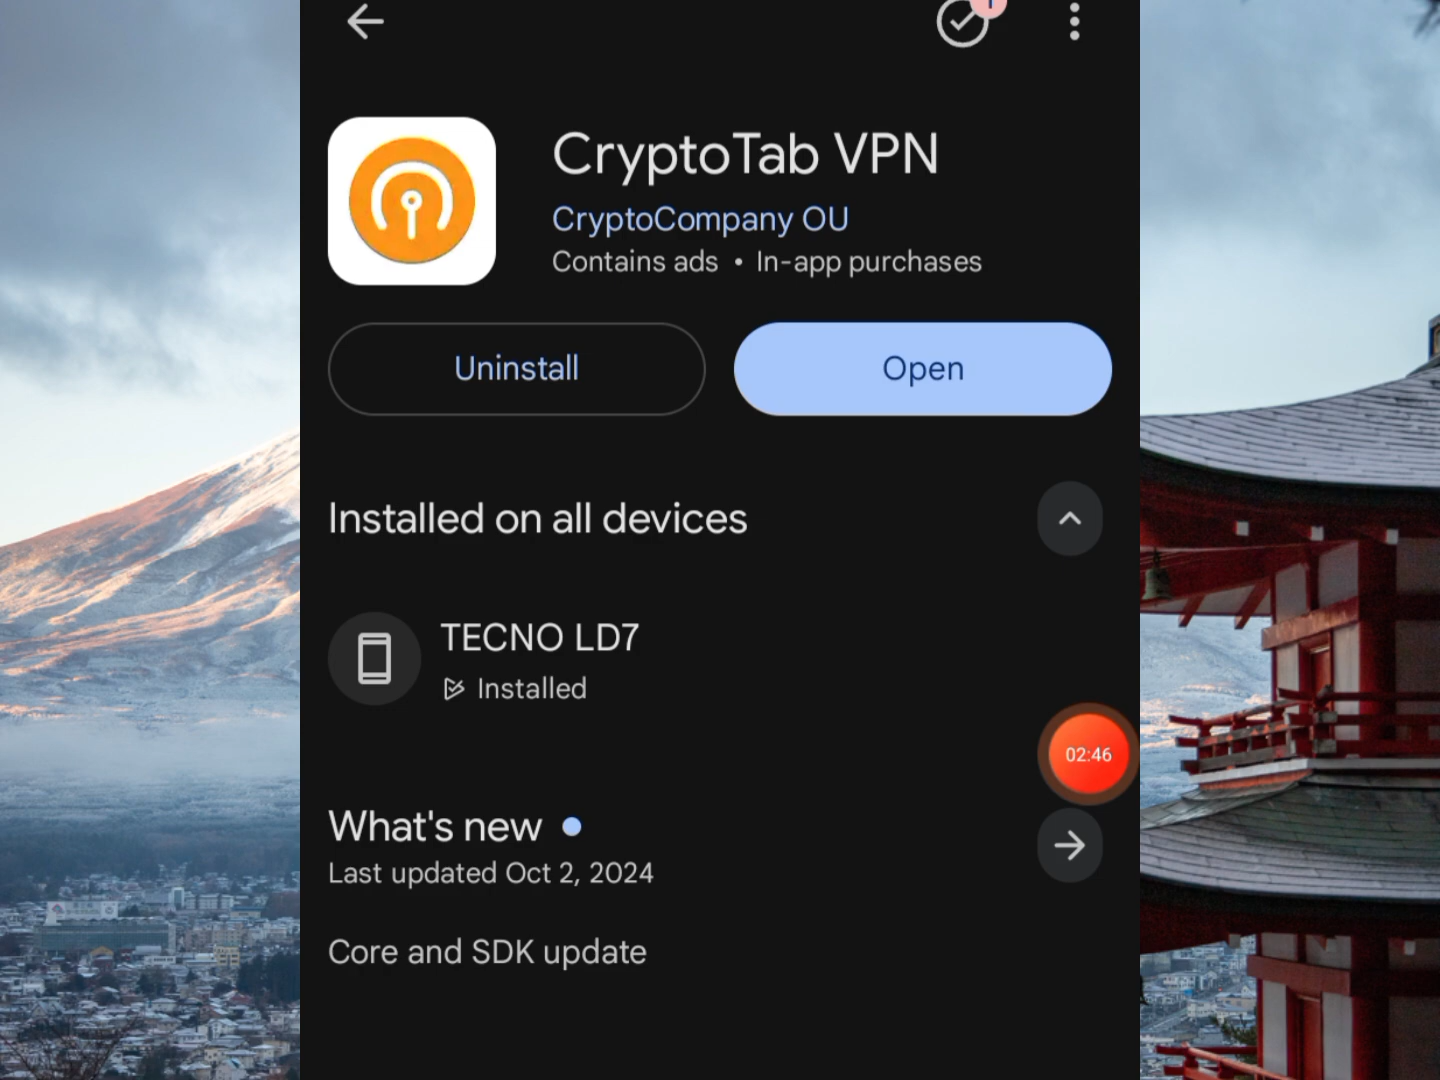 CryptoTab VPN
CryptoCompany OU
Contains ads • In-app purchases
Uninstall
Open
Installed on all devices
TECNO LD7
Installed
02:46
What's new
Last updated Oct 2, 2024
Core and SDK update